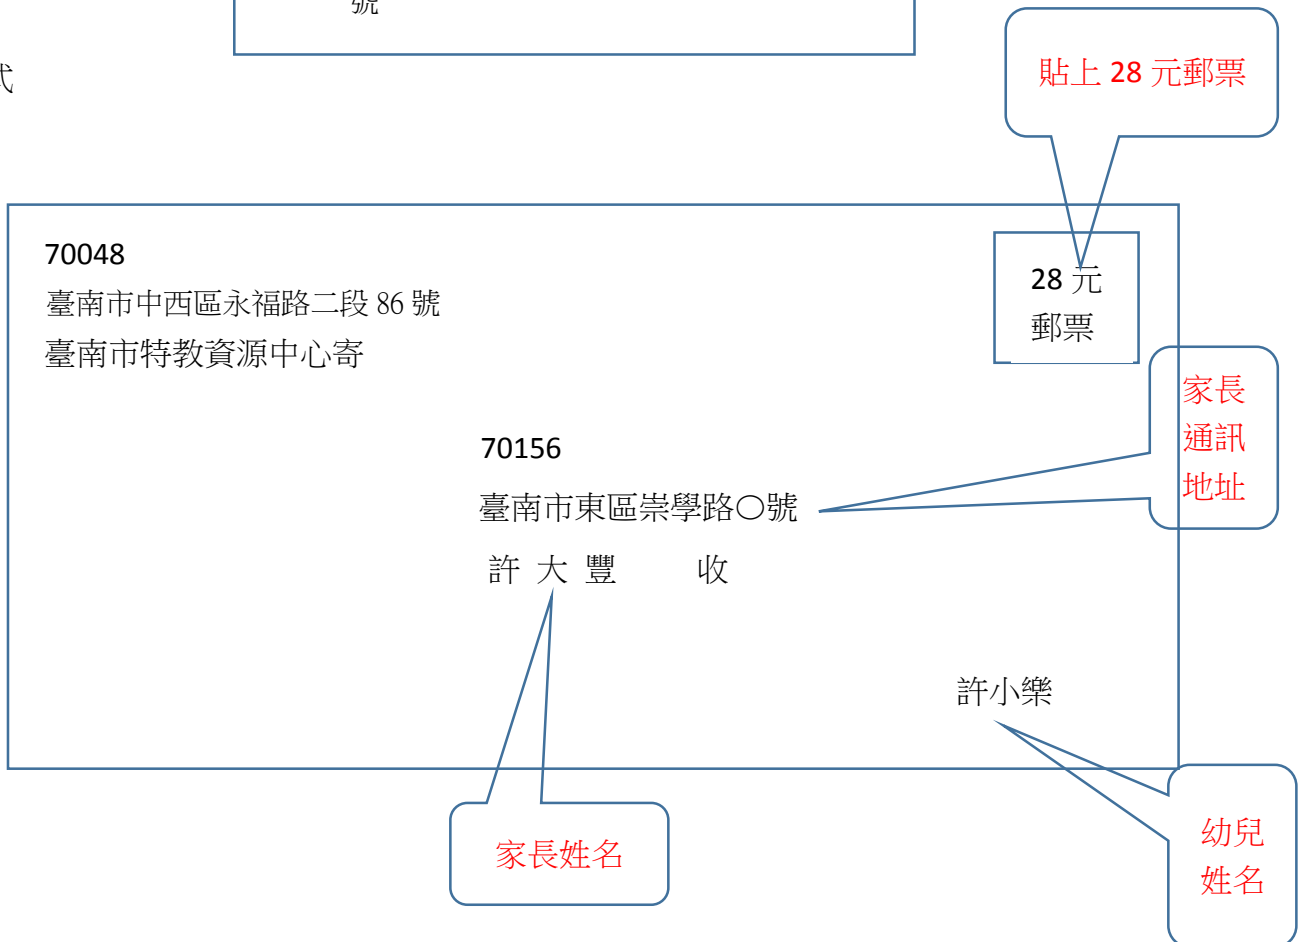 號
式
貼上 28 元郵票
70048
臺南市中西區永福路二段 86 號
臺南市特教資源中心寄
28 元
郵票
家長
通訊
地址
70156
臺南市東區崇學路○號
許 大 豐 收
許小樂
家長姓名
幼兒
姓名